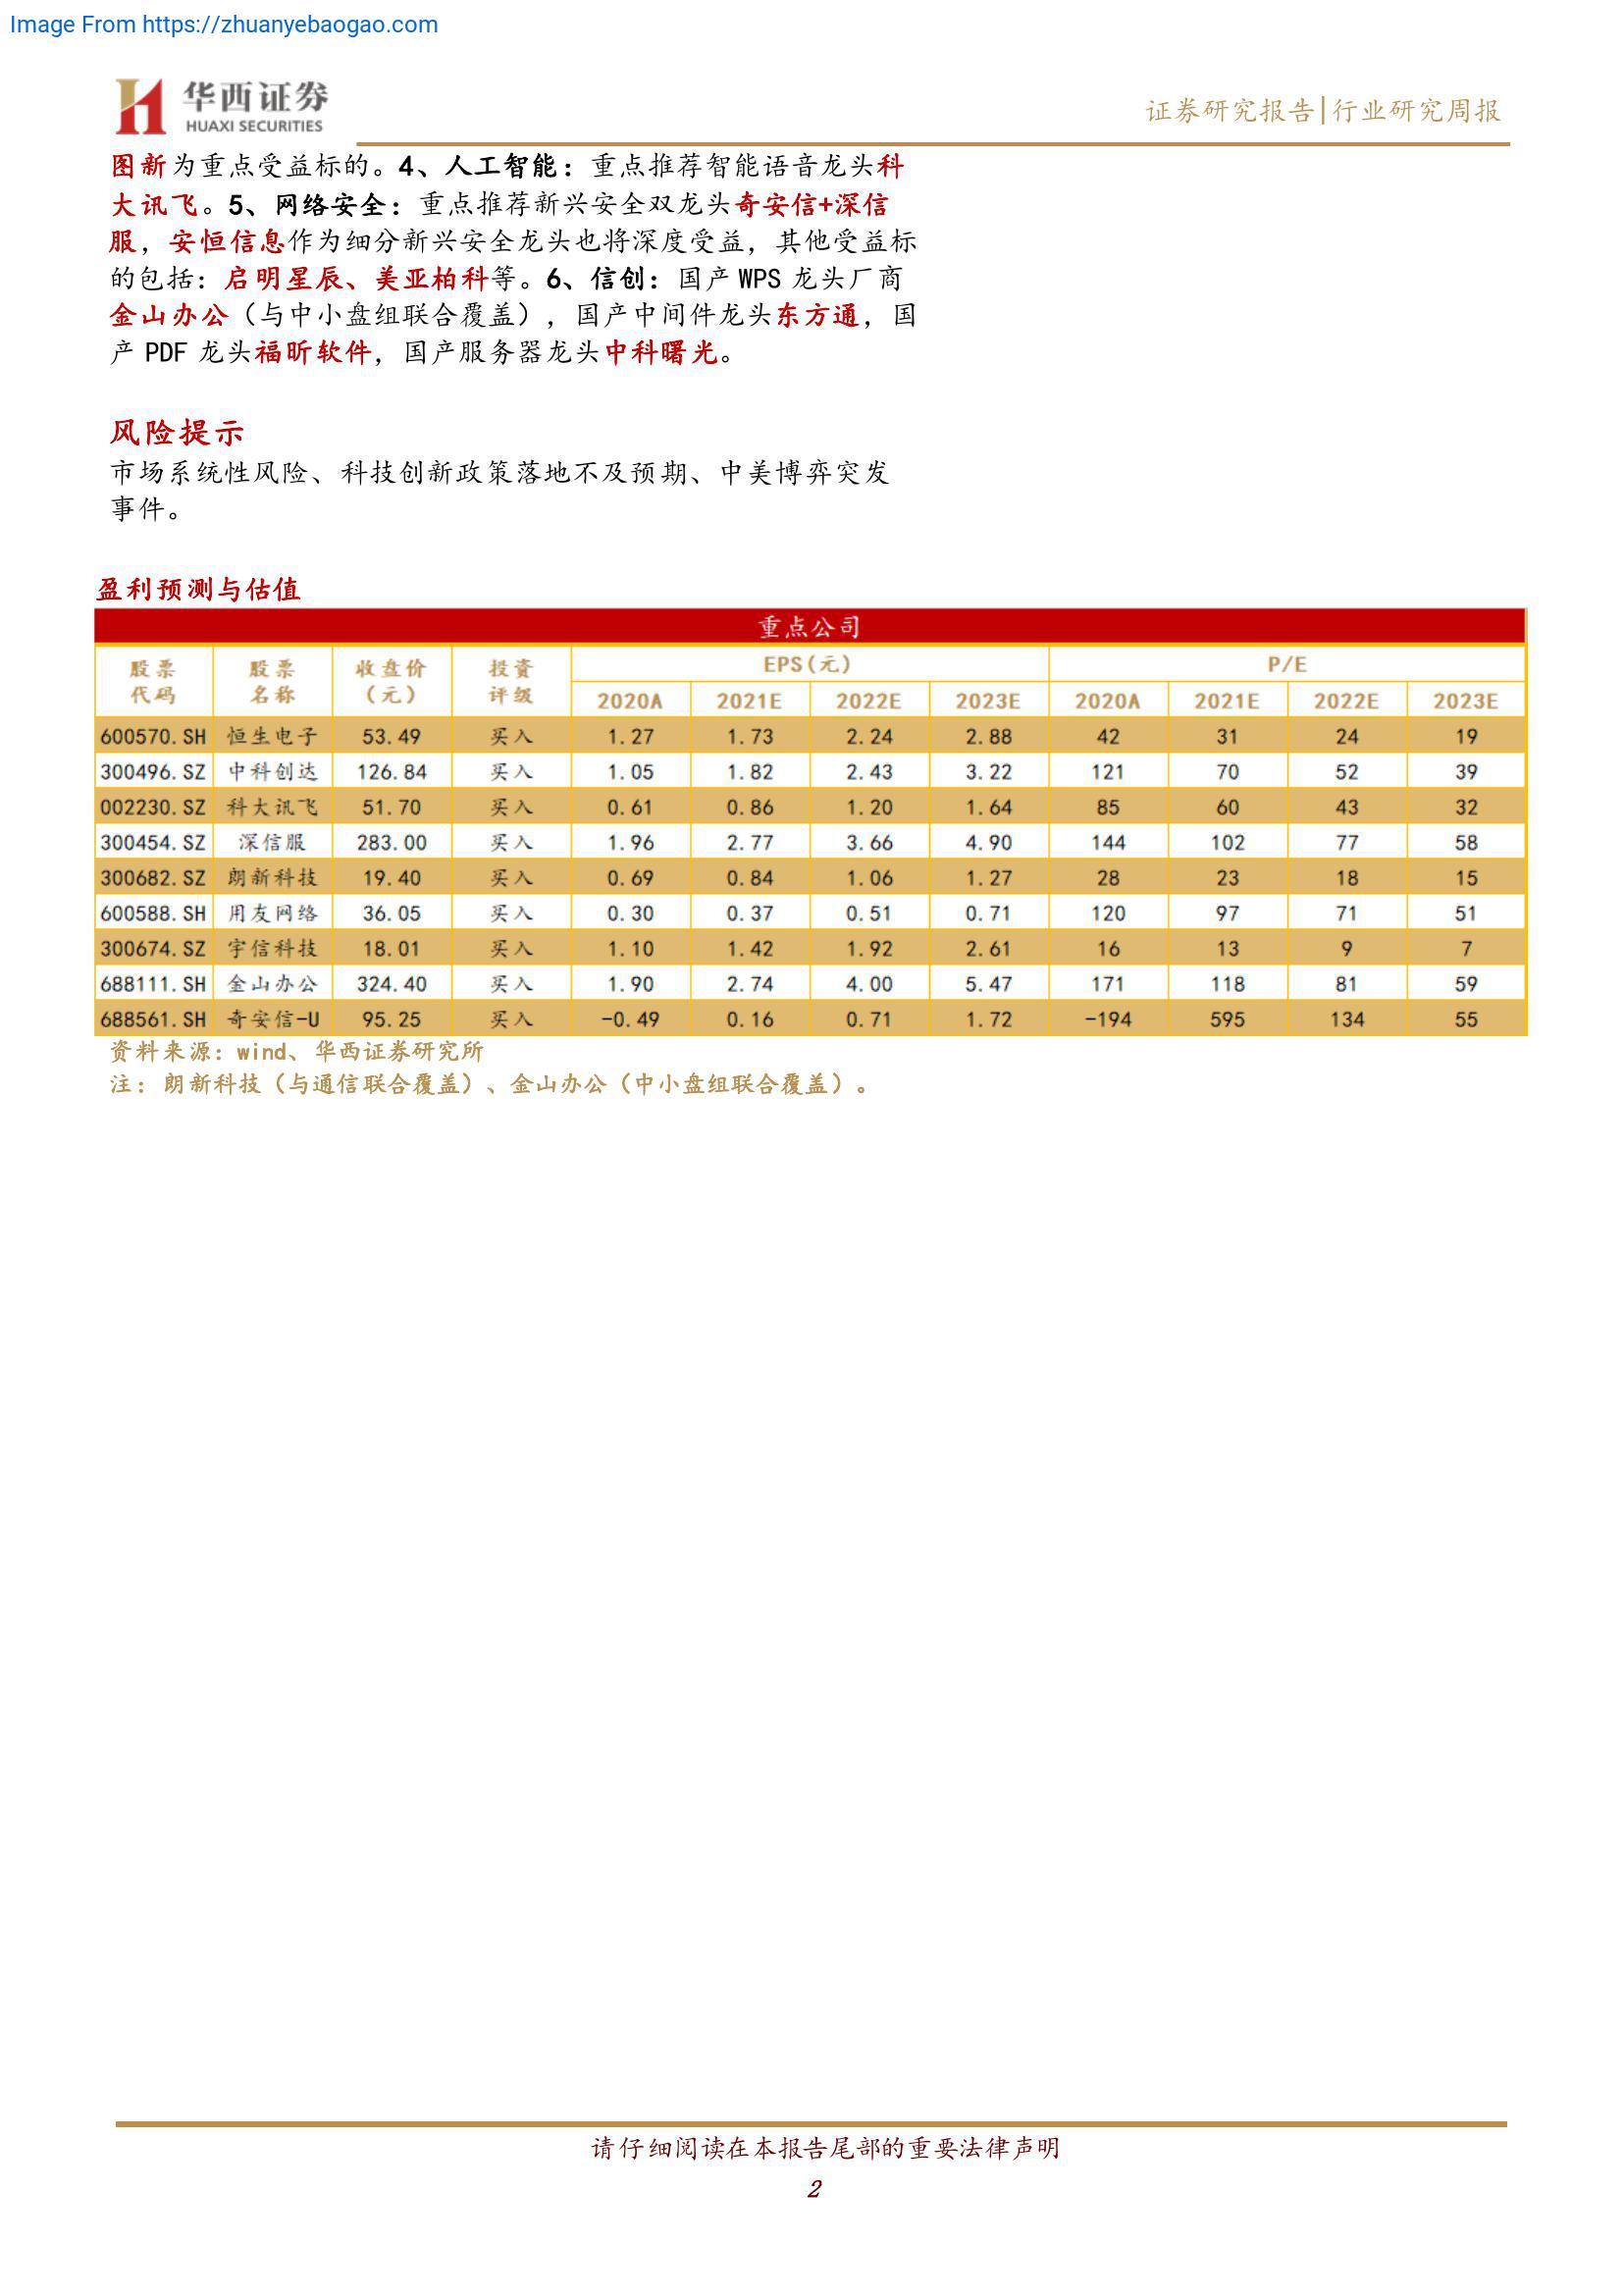 Image From https://zhuanyebaogao.com
华西证券
HUAXI SECURITIES
证券研究报告|行业研究周报
图新为重点受益标的。4、人工智能：重点推荐智能语音龙头科
大讯飞。5、网络安全：重点推荐新兴安全双龙头奇安信+深信
服，安恒信息作为细分新兴安全龙头也将深度受益，其他受益标
的包括：启明星辰、美亚柏科等。6、信创：国产 WPS 龙头厂商
金山办公（与中小盘组联合覆盖），国产中间件龙头东方通，国
产 PDF 龙头福昕软件，国产服务器龙头中科曙光。
风险提示
市场系统性风险、科技创新政策落地不及预期、中美博弈突发
事件。
盈利预测与估值
重点公司
股票代码 股票名称 收盘价（元） 投资评级 EPS(元) P/E
2020A 2021E 2022E 2023E 2020A 2021E 2022E 2023E
600570.SH 恒生电子 53.49 买入 1.27 1.73 2.24 2.88 42 31 24 19
300496.SZ 中科创达 126.84 买入 1.05 1.82 2.43 3.22 121 70 52 39
002230.SZ 科大讯飞 51.70 买入 0.61 0.86 1.20 1.64 85 60 43 32
300454.SZ 深信服 283.00 买入 1.96 2.77 3.66 4.90 144 102 77 58
300682.SZ 朗新科技 19.40 买入 0.69 0.84 1.06 1.27 28 23 18 15
600588.SH 用友网络 36.05 买入 0.30 0.37 0.51 0.71 120 97 71 51
300674.SZ 宇信科技 18.01 买入 1.10 1.42 1.92 2.61 16 13 9 7
688111.SH 金山办公 324.40 买入 1.90 2.74 4.00 5.47 171 118 81 59
688561.SH 奇安信-U 95.25 买入 -0.49 0.16 0.71 1.72 -194 595 134 55
资料来源：wind、华西证券研究所
注：朗新科技（与通信联合覆盖）、金山办公（中小盘组联合覆盖）。
请仔细阅读在本报告尾部的重要法律声明
2